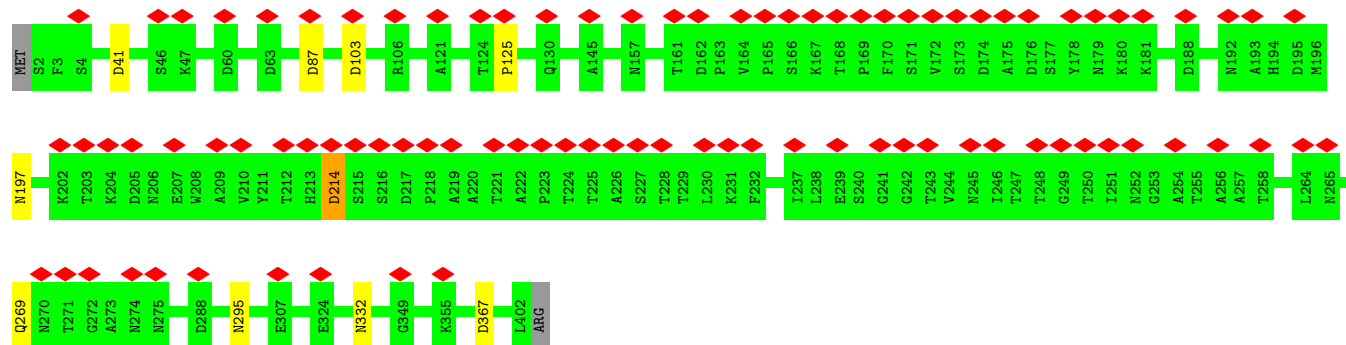 MET S2 F3 S4 D41 S46 K47 D60 D63 D87 D103 R106 A121 T124 P125 Q130 A145 N157 T161 D162 P163 V164 P165 S166 K167 T168 P169 F170 S171 V172 S173 D174 A175 D176 S177 Y178 N179 K180 K181 D188 N192 A193 H194 D195 M196
N197 K202 T203 K204 D205 N206 E207 W208 A209 V210 Y211 T212 H213 D214 S215 S216 D217 P218 A219 A220 T221 A222 P223 T224 T225 A226 S227 T228 T229 L230 K231 F232 I237 L238 E239 S240 G241 G242 T243 V244 N245 I246 T247 T248 G249 T250 I251 N252 G253 A254 T255 A256 A257 T258 L264 N265
Q269 N270 T271 G272 A273 N274 N275 D288 N295 E307 E324 N332 G349 K355 D367 L402 ARG